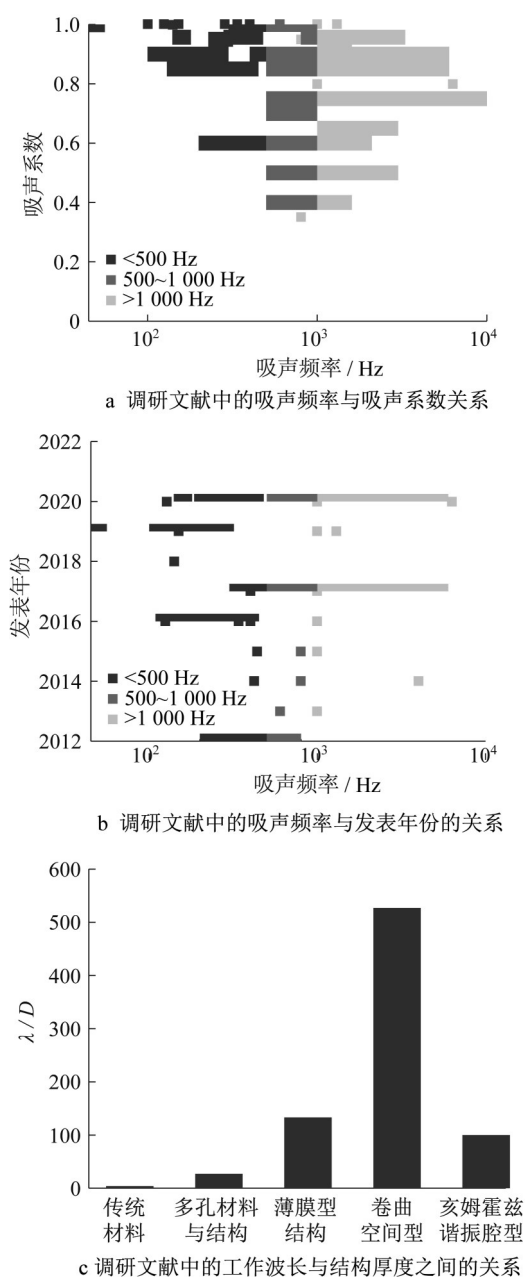 1.0
0.8
0.6
0.4
0.2
0
吸声系数
<500 Hz
500~1 000 Hz
>1 000 Hz
10²
10³
10⁴
吸声频率 / Hz
a 调研文献中的吸声频率与吸声系数关系
2022
2020
2018
2016
2014
2012
发表年份
<500 Hz
500~1 000 Hz
>1 000 Hz
10²
10³
10⁴
吸声频率 / Hz
b 调研文献中的吸声频率与发表年份的关系
600
500
400
300
200
100
0
λ / D
传统
材料
多孔材料
与结构
薄膜型
结构
卷曲
空间型
亥姆霍兹
谐振腔型
c 调研文献中的工作波长与结构厚度之间的关系